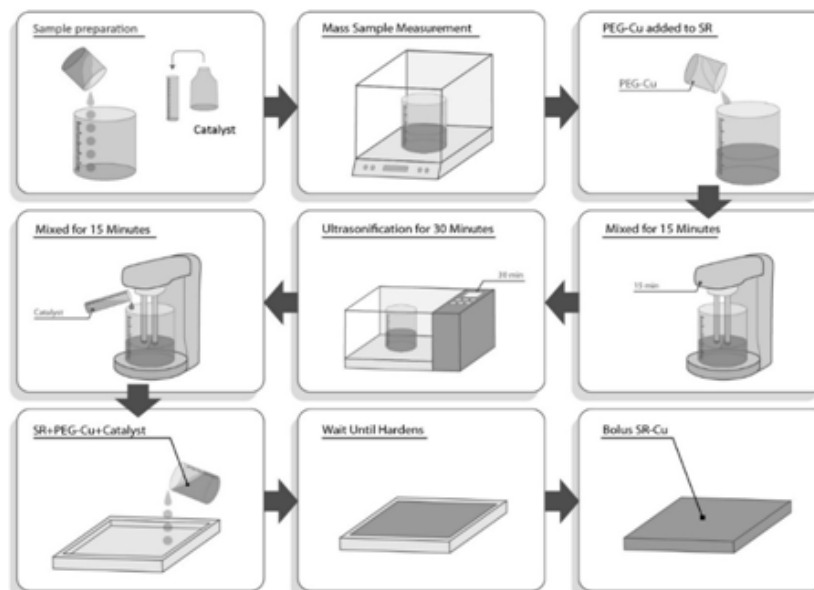 Sample preparation
Catalyst
Mass Sample Measurement
PEG-Cu added to SR
PEG-Cu
Mixed for 15 Minutes
15 min
Ultrasonification for 30 Minutes
30 min
Mixed for 15 Minutes
Catalyst
SR+PEG-Cu+Catalyst
Wait Until Hardens
Bolus SR-Cu